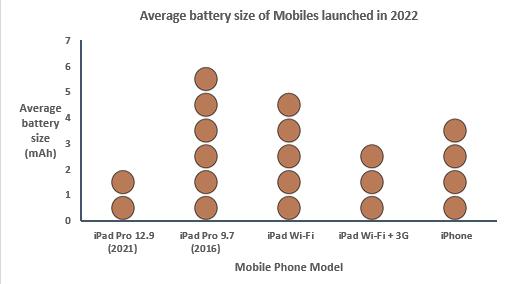 Average battery size of Mobiles launched in 2022
7
6
5
4
3
2
1
0
Average
battery
size
(mAh)
iPad Pro 12.9
(2021)
iPad Pro 9.7
(2016)
iPad Wi-Fi
iPad Wi-Fi + 3G
iPhone
Mobile Phone Model